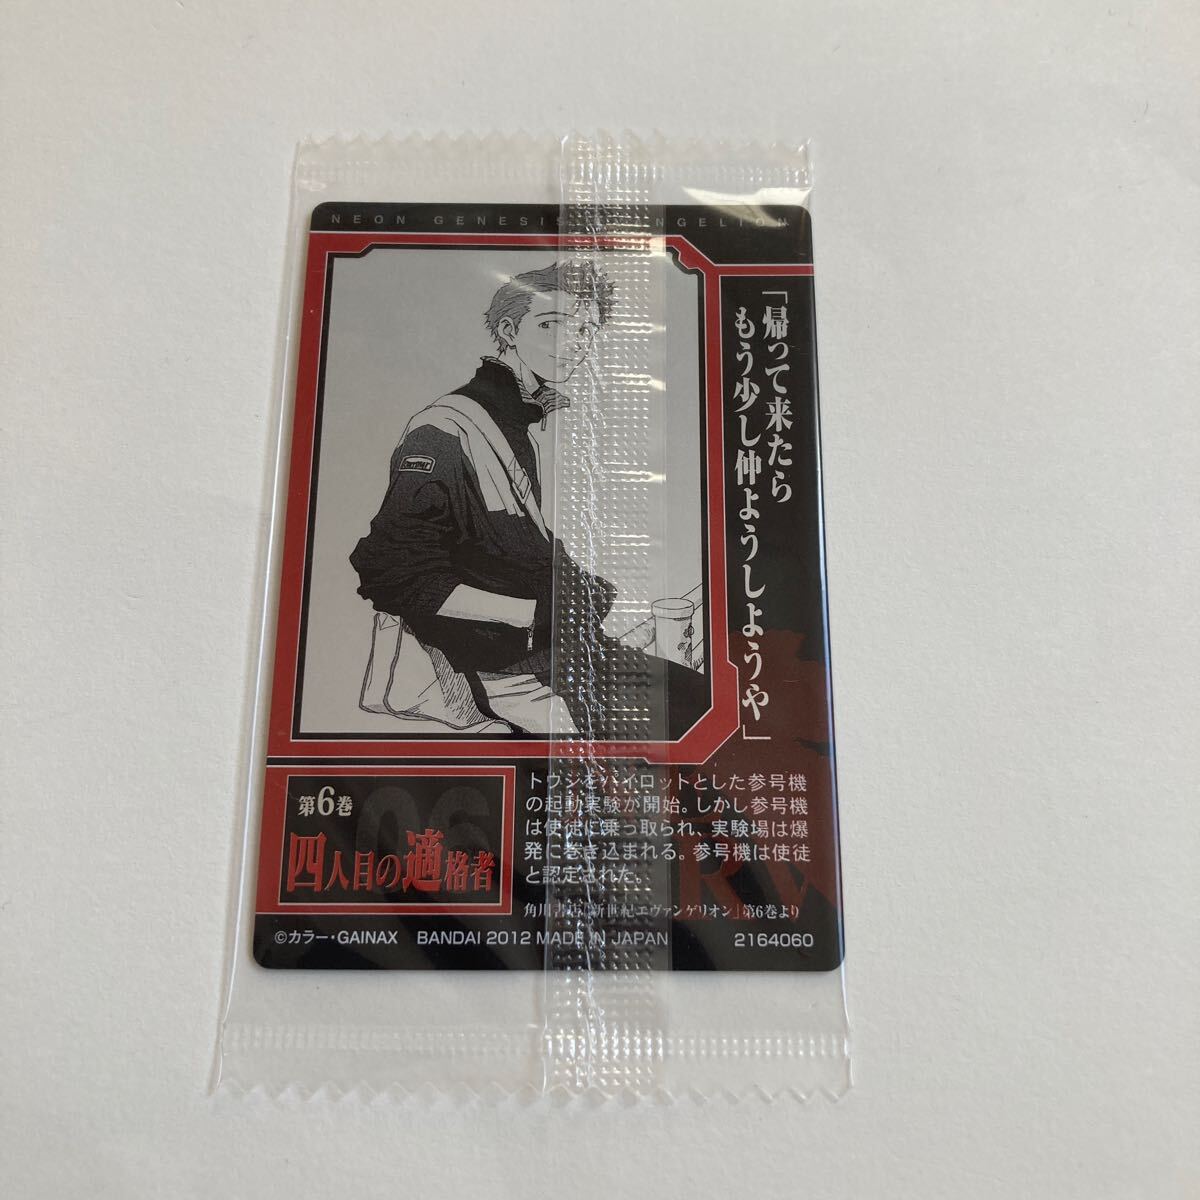 NEON GENESIS EVANGELION
「帰って来たら
もう少し仲ようしようや」
第6巻
06
四人目の適格者
トウジをパイロットとした参号機
の起動実験が開始。しかし参号機
は使徒に乗っ取られ、実験場は爆
発に巻き込まれる。参号機は使徒
と認定された。
角川書店「新世紀エヴァンゲリオン」第6巻より
©カラー・GAINAX BANDAI 2012 MADE IN JAPAN 2164060